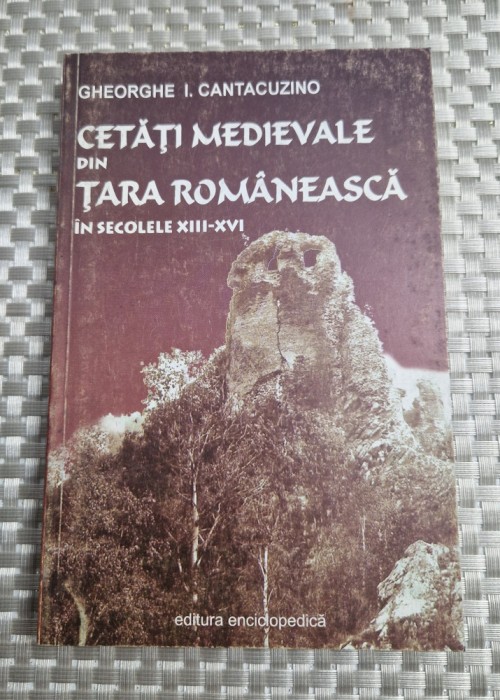 GHEORGHE I. CANTACUZINO
CETĂŢI MEDIEVALE
DIN
ŢARA ROMÂNEASCĂ
ÎN SECOLELE XIII-XVI
editura enciclopedică